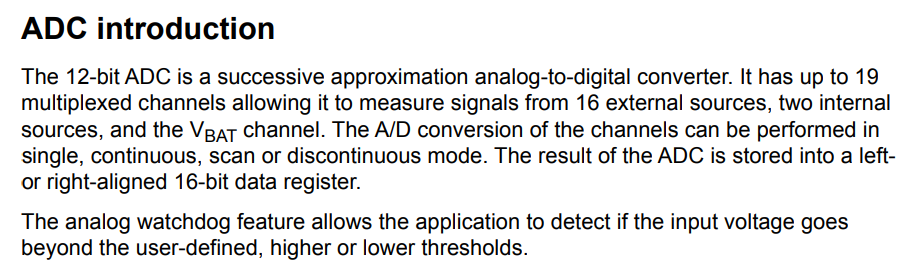 ADC introduction
The 12-bit ADC is a successive approximation analog-to-digital converter. It has up to 19
multiplexed channels allowing it to measure signals from 16 external sources, two internal
sources, and the VBAT channel. The A/D conversion of the channels can be performed in
single, continuous, scan or discontinuous mode. The result of the ADC is stored into a left-
or right-aligned 16-bit data register.
The analog watchdog feature allows the application to detect if the input voltage goes
beyond the user-defined, higher or lower thresholds.